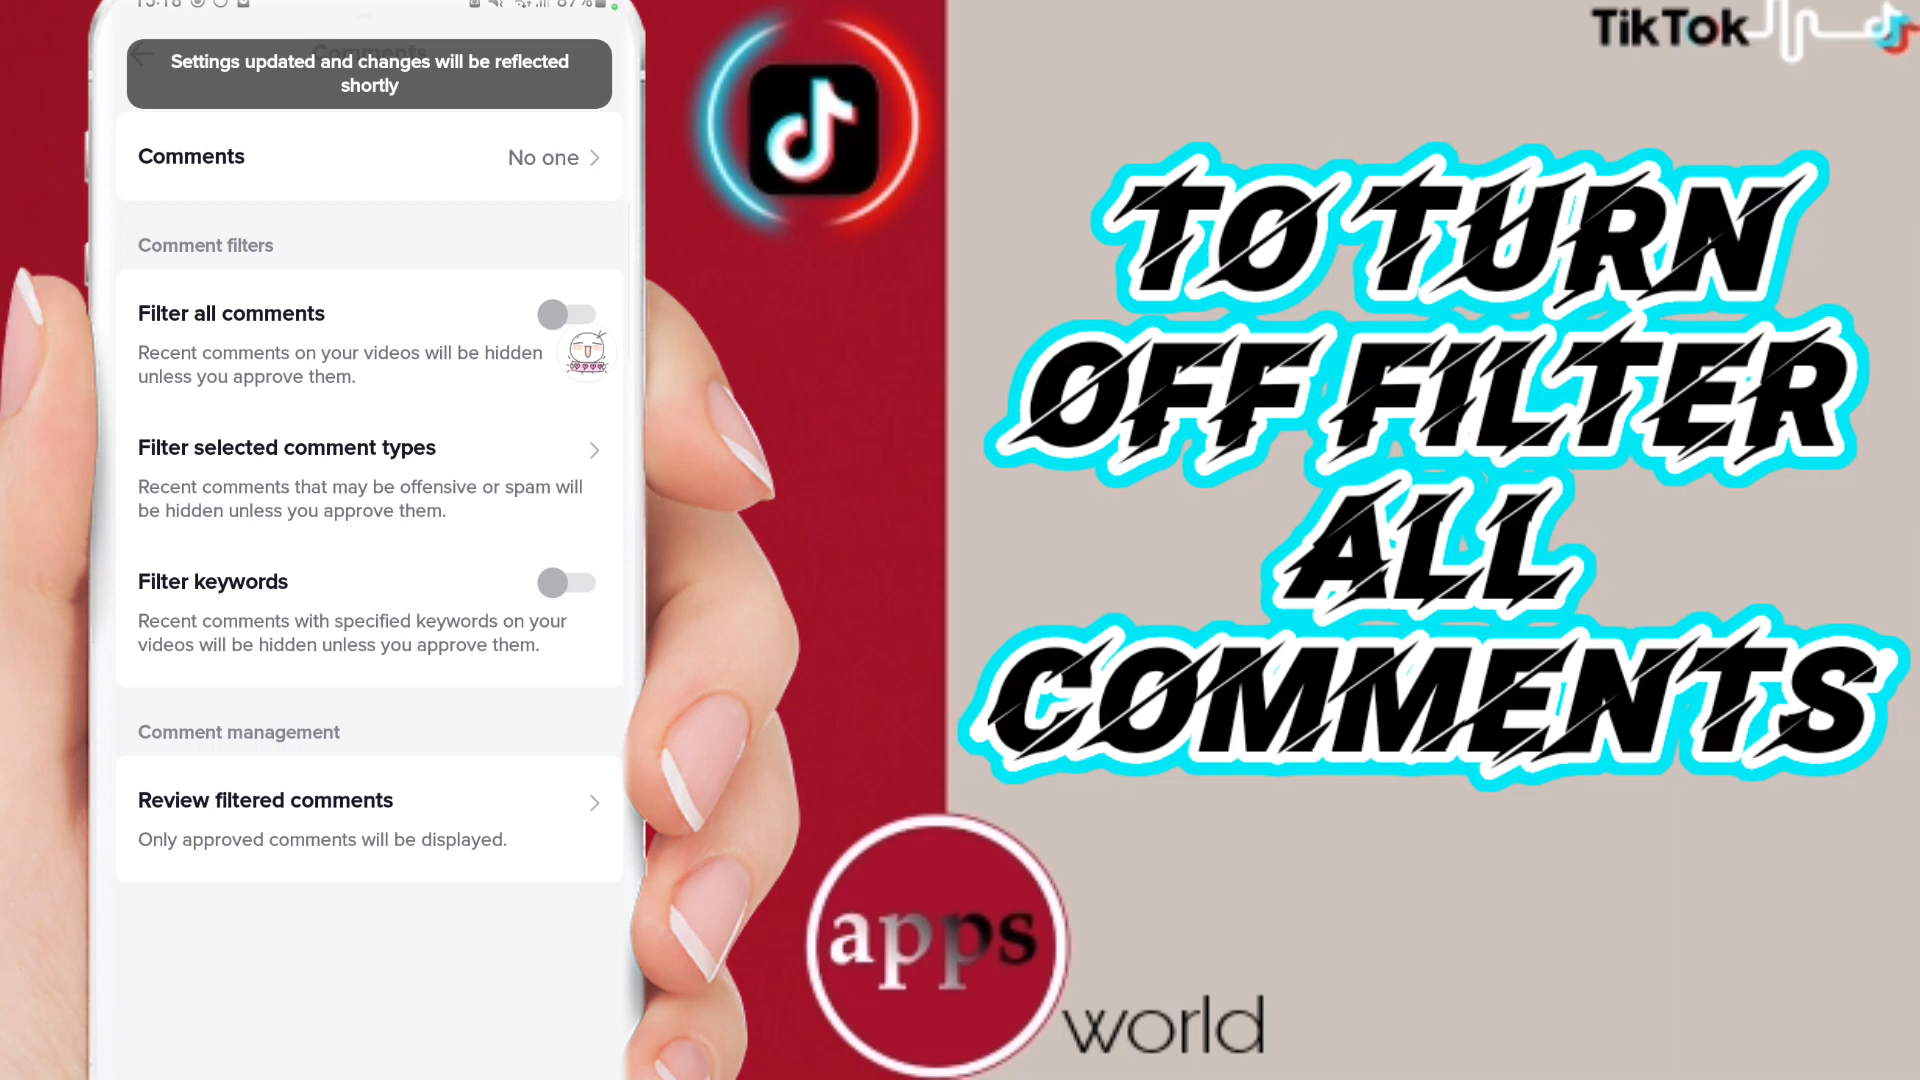 Settings updated and changes will be reflected
shortly
Comments
No one
Comment filters
Filter all comments
Recent comments on your videos will be hidden
unless you approve them.
Filter selected comment types
Recent comments that may be offensive or spam will
be hidden unless you approve them.
Filter keywords
Recent comments with specified keywords on your
videos will be hidden unless you approve them.
Comment management
Review filtered comments
Only approved comments will be displayed.
TikTok
TO TURN
OFF FILTER
ALL
COMMENTS
apps
world